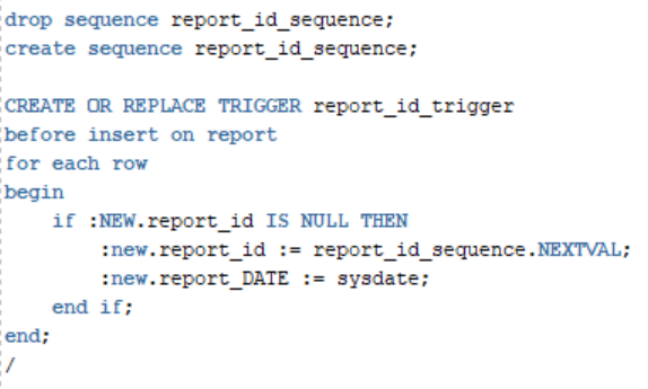 drop sequence report_id_sequence;
create sequence report_id_sequence;
CREATE OR REPLACE TRIGGER report_id_trigger
before insert on report
for each row
begin
if :NEW.report_id IS NULL THEN
:new.report_id := report_id_sequence.NEXTVAL;
:new.report_DATE := sysdate;
end if;
end;
/